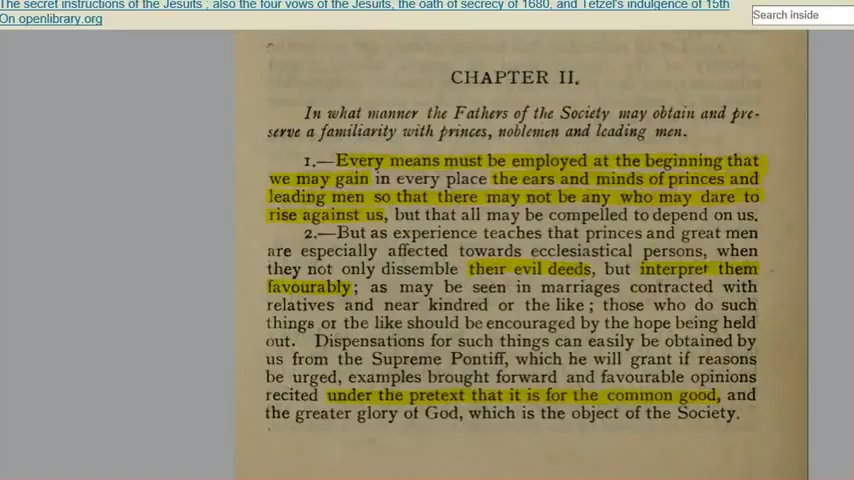 The secret instructions of the Jesuits ; also the four vows of the Jesuits, the oath of secrecy of 1680, and Tetzel's indulgence of 15th
On openlibrary.org
Search inside
CHAPTER II.
In what manner the Fathers of the Society may obtain and pre-
serve a familiarity with princes, noblemen and leading men.
1.—Every means must be employed at the beginning that
we may gain in every place the ears and minds of princes and
leading men so that there may not be any who may dare to
rise against us, but that all may be compelled to depend on us.
2.—But as experience teaches that princes and great men
are especially affected towards ecclesiastical persons, when
they not only dissemble their evil deeds, but interpret them
favourably; as may be seen in marriages contracted with
relatives and near kindred or the like; those who do such
things or the like should be encouraged by the hope being held
out. Dispensations for such things can easily be obtained by
us from the Supreme Pontiff, which he will grant if reasons
be urged, examples brought forward and favourable opinions
recited under the pretext that it is for the common good, and
the greater glory of God, which is the object of the Society.